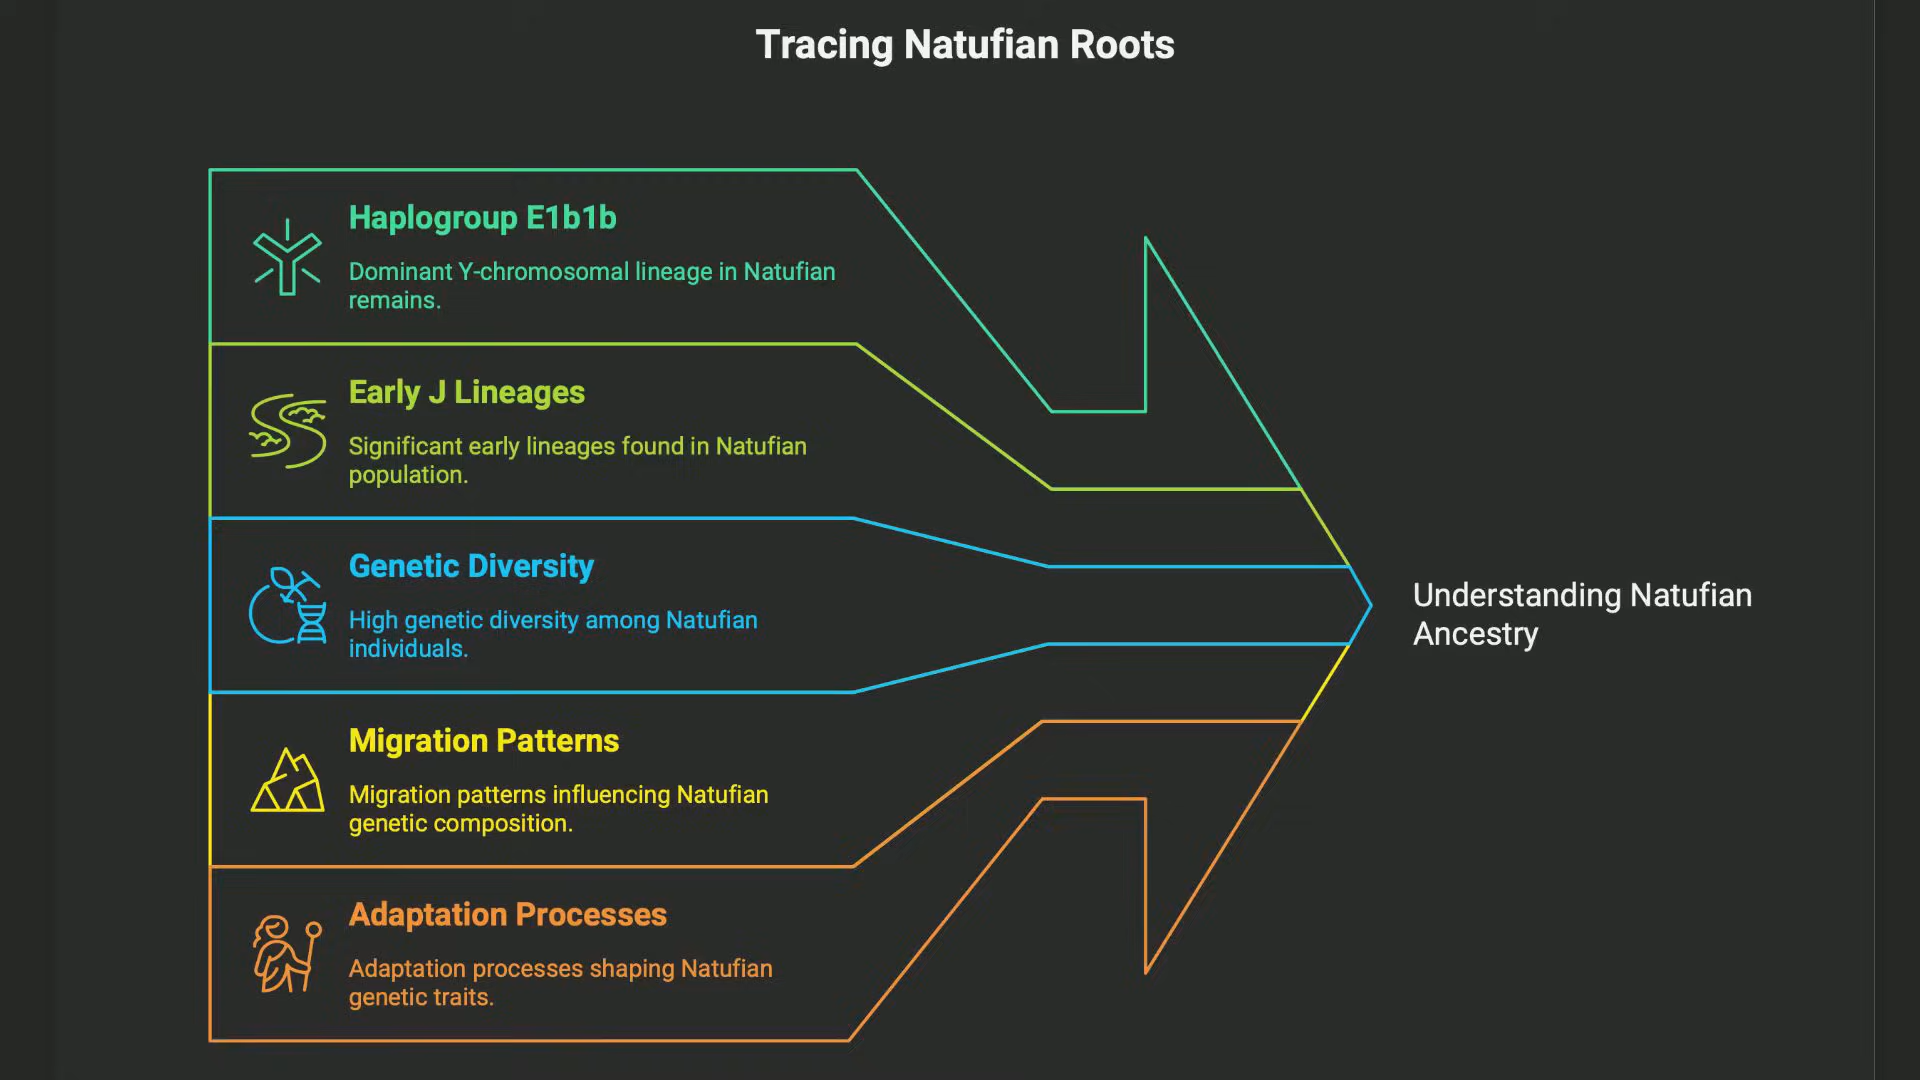 Tracing Natufian Roots
Haplogroup E1b1b
Dominant Y-chromosomal lineage in Natufian
remains.
Early J Lineages
Significant early lineages found in Natufian
population.
Genetic Diversity
High genetic diversity among Natufian
individuals.
Understanding Natufian
Ancestry
Migration Patterns
Migration patterns influencing Natufian
genetic composition.
Adaptation Processes
Adaptation processes shaping Natufian
genetic traits.